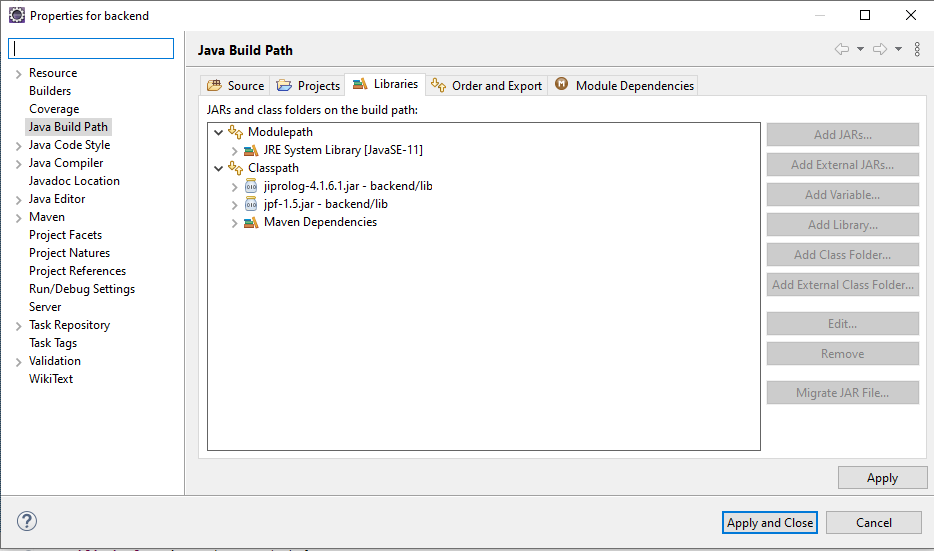 Properties for backend
Java Build Path
Resource
Builders
Coverage
Java Build Path
Java Code Style
Java Compiler
Javadoc Location
Java Editor
Maven
Project Facets
Project Natures
Project References
Run/Debug Settings
Server
Task Repository
Task Tags
Validation
WikiText
Source Projects Libraries Order and Export Module Dependencies
JARs and class folders on the build path:
Modulepath
JRE System Library [JavaSE-11]
Classpath
jiprolog-4.1.6.1.jar - backend/lib
jpf-1.5.jar - backend/lib
Maven Dependencies
Add JARs...
Add External JARs...
Add Variable...
Add Library...
Add Class Folder...
Add External Class Folder...
Edit...
Remove
Migrate JAR File...
Apply
Apply and Close Cancel